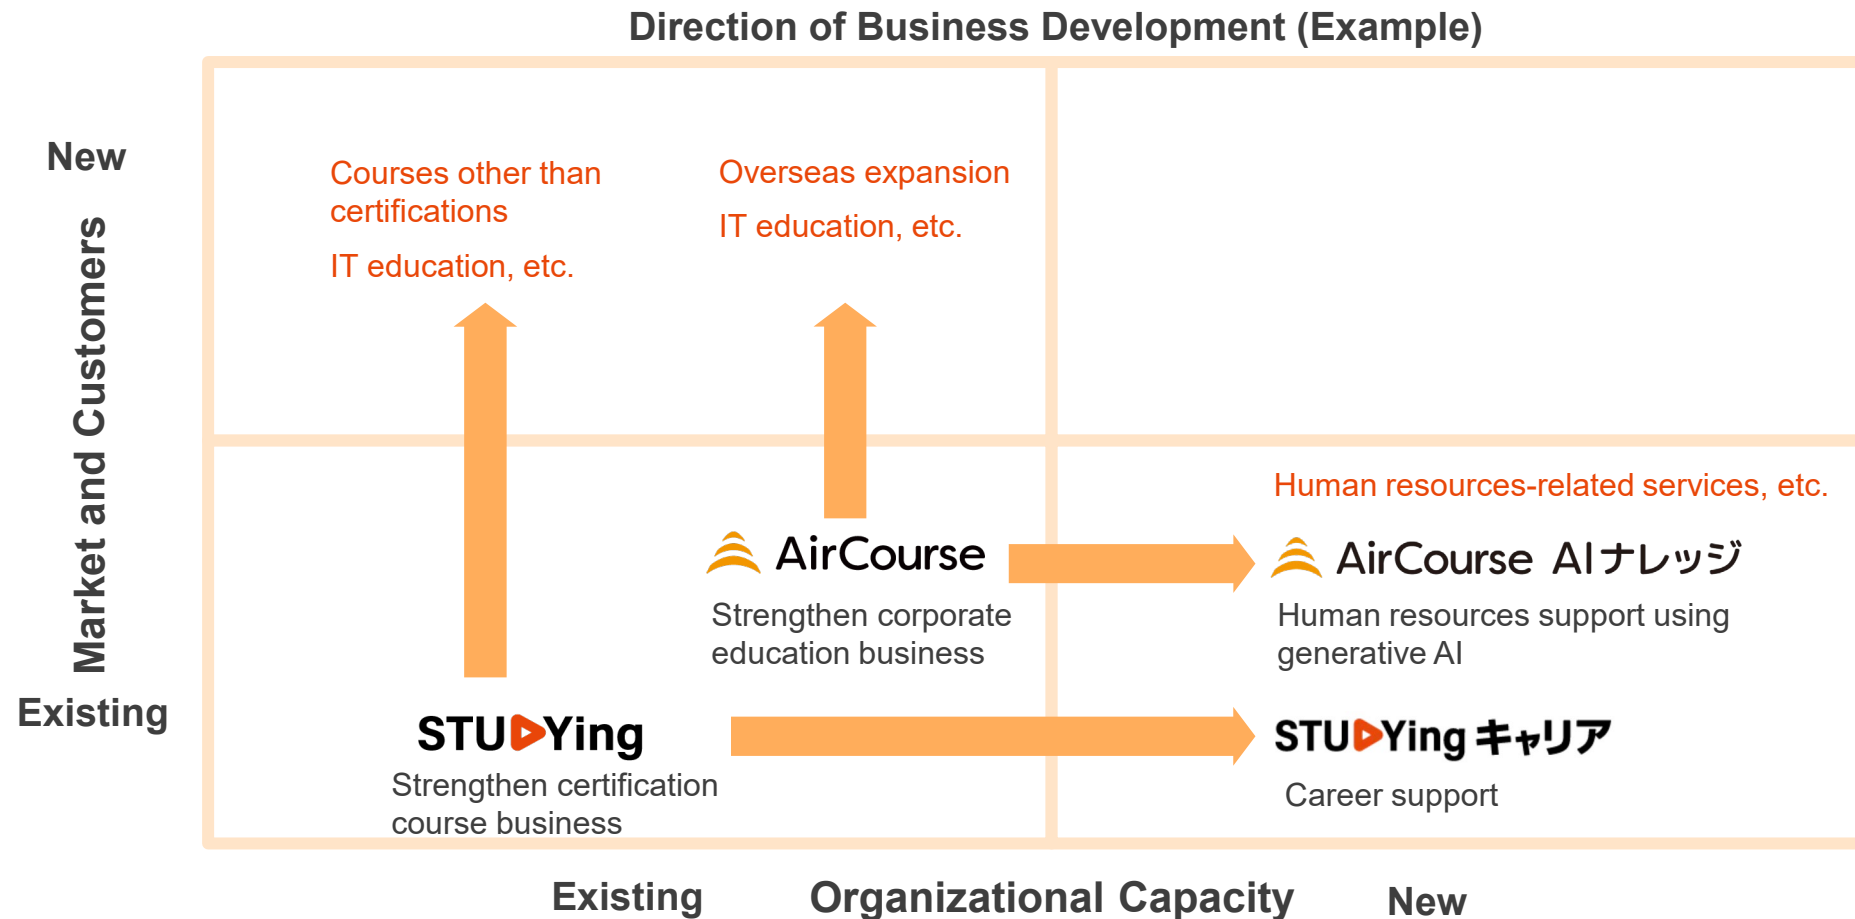 Direction of Business Development (Example)
New
Market and Customers
Existing
Courses other than
certifications
IT education, etc.
Overseas expansion
IT education, etc.
Human resources-related services, etc.
AirCourse
Strengthen corporate
education business
AirCourse AIナレッジ
Human resources support using
generative AI
STUDYing
Strengthen certification
course business
STUDYing キャリア
Career support
Existing
Organizational Capacity
New